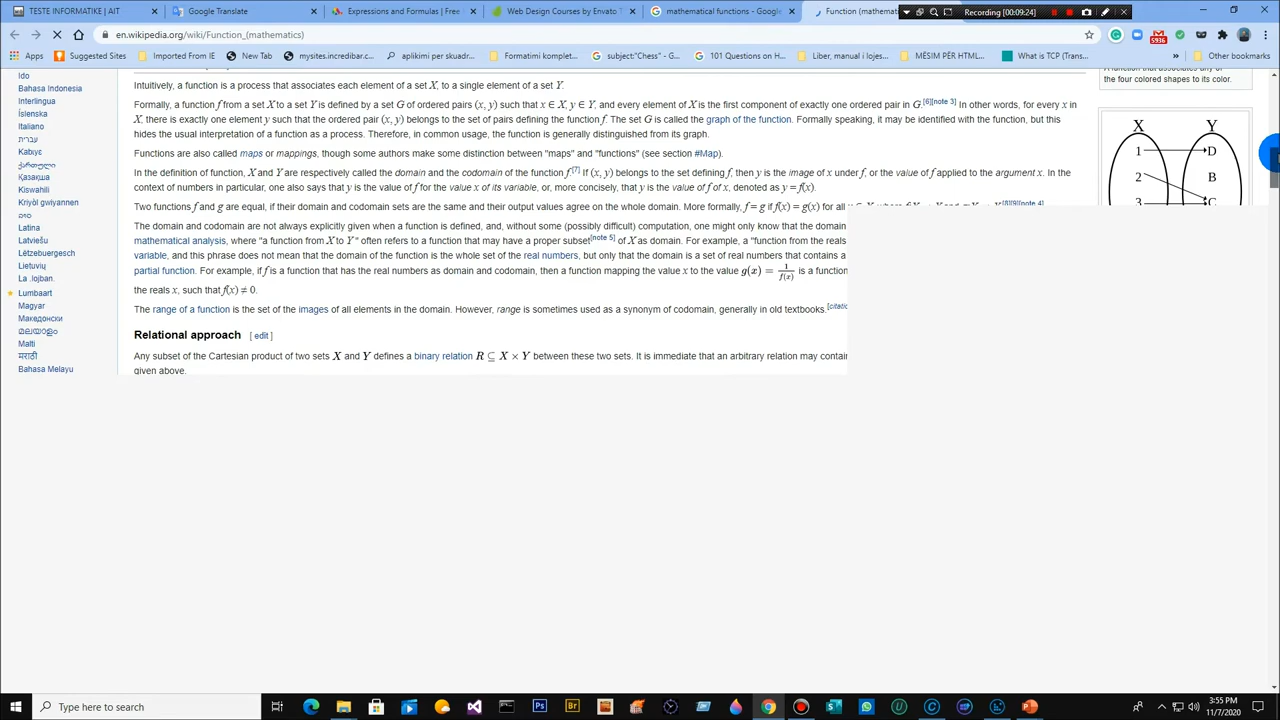 TESTE INFORMATIKE | AIT
Google Translate
Expressions and Formulas | Free
Web Design Courses by Envato T
mathematical functions - Google
Function (mathem
Recording [00:09:24]
en.wikipedia.org/wiki/Function_(mathematics)
5936
Apps
Suggested Sites
Imported From IE
New Tab
mysites.incredibar.c...
aplikim per skuadr...
Formatimi komplet...
subject:"Chess" - G...
101 Questions on H...
Liber, manual i lojes...
MËSIM PËR HTML...
What is TCP (Trans...
»
Other bookmarks
Ido
Bahasa Indonesia
Interlingua
Íslenska
Italiano
עברית
Kabɩyɛ
ქართული
Қазақша
Kiswahili
Kriyòl gwiyannen
ລາວ
Latina
Latviešu
Lëtzebuergesch
Lietuvių
La .lojban.
Lumbaart
Magyar
Македонски
മലയാളം
Malti
मराठी
Bahasa Melayu
Intuitively, a function is a process that associates each element of a set X, to a single element of a set Y.
Formally, a function f from a set X to a set Y is defined by a set G of ordered pairs (x, y) such that x ∈ X, y ∈ Y, and every element of X is the first component of exactly one ordered pair in G.[6][note 3] In other words, for every x in
X, there is exactly one element y such that the ordered pair (x, y) belongs to the set of pairs defining the function f. The set G is called the graph of the function. Formally speaking, it may be identified with the function, but this
hides the usual interpretation of a function as a process. Therefore, in common usage, the function is generally distinguished from its graph.
Functions are also called maps or mappings, though some authors make some distinction between "maps" and "functions" (see section #Map).
In the definition of function, X and Y are respectively called the domain and the codomain of the function f.[7] If (x, y) belongs to the set defining f, then y is the image of x under f, or the value of f applied to the argument x. In the
context of numbers in particular, one also says that y is the value of f for the value x of its variable, or, more concisely, that y is the value of f of x, denoted as y = f(x).
Two functions f and g are equal, if their domain and codomain sets are the same and their output values agree on the whole domain. More formally, f = g if f(x) = g(x) for all
The domain and codomain are not always explicitly given when a function is defined, and, without some (possibly difficult) computation, one might only know that the domain
mathematical analysis, where "a function from X to Y " often refers to a function that may have a proper subset[note 5] of X as domain. For example, a "function from the reals
variable, and this phrase does not mean that the domain of the function is the whole set of the real numbers, but only that the domain is a set of real numbers that contains a
partial function. For example, if f is a function that has the real numbers as domain and codomain, then a function mapping the value x to the value g(x) = 1/f(x) is a function
the reals x, such that f(x) ≠ 0.
The range of a function is the set of the images of all elements in the domain. However, range is sometimes used as a synonym of codomain, generally in old textbooks.[citatio
Relational approach [ edit ]
Any subset of the Cartesian product of two sets X and Y defines a binary relation R ⊆ X × Y between these two sets. It is immediate that an arbitrary relation may contain
given above.
the four colored shapes to its color.
X Y
1 D
2 B
3 C
Type here to search
3:55 PM
11/7/2020